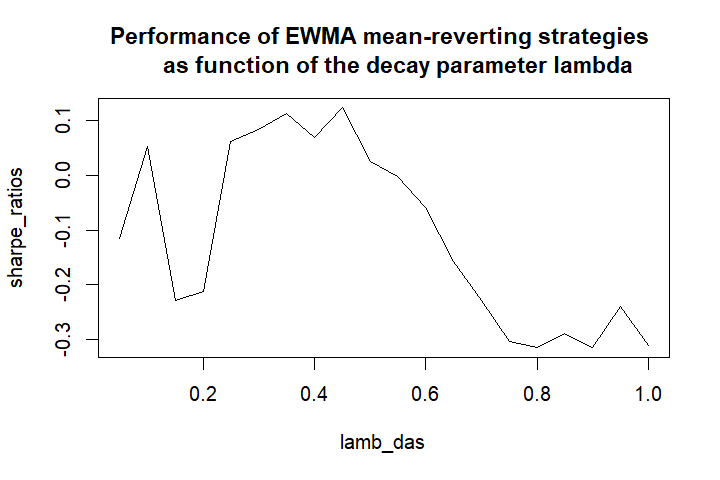 Performance of EWMA mean-reverting strategies
as function of the decay parameter lambda
sharpe_ratios
0.1
0.0
-0.1
-0.2
-0.3
0.2 0.4 0.6 0.8 1.0
lamb_das